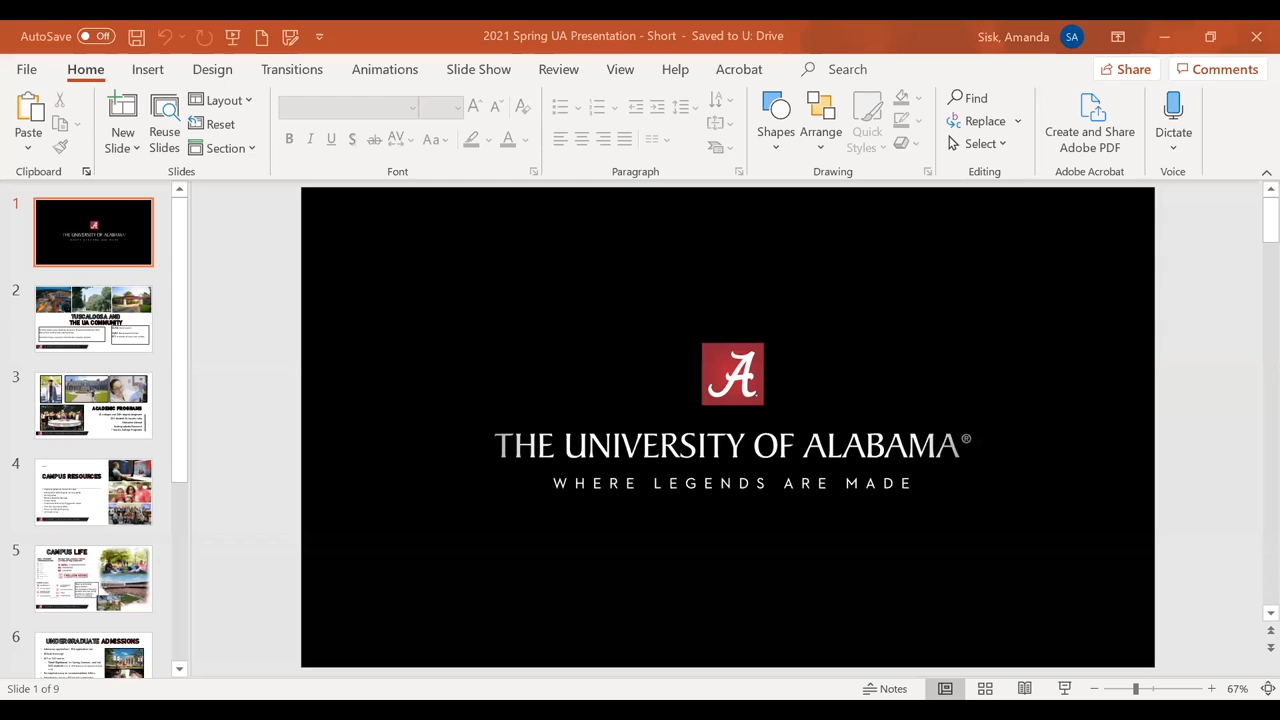 AutoSave Off 2021 Spring UA Presentation - Short - Saved to U: Drive Sisk, Amanda SA
File Home Insert Design Transitions Animations Slide Show Review View Help Acrobat Search Share Comments
Paste
Clipboard
New Slide
Reuse Slides
Layout
Reset
Section
Slides
B I U S ab AV Aa A
Font
Paragraph
Shapes
Arrange
Quick Styles
Drawing
Find
Replace
Select
Editing
Create and Share Adobe PDF
Adobe Acrobat
Dictate
Voice
1
2
TUSCALOOSA AND
THE UA COMMUNITY
3
ACADEMIC PROGRAMS
4
CAMPUS RESOURCES
5
CAMPUS LIFE
6
UNDERGRADUATE ADMISSIONS
A
THE UNIVERSITY OF ALABAMA®
WHERE LEGENDS ARE MADE
Slide 1 of 9 Notes 67%